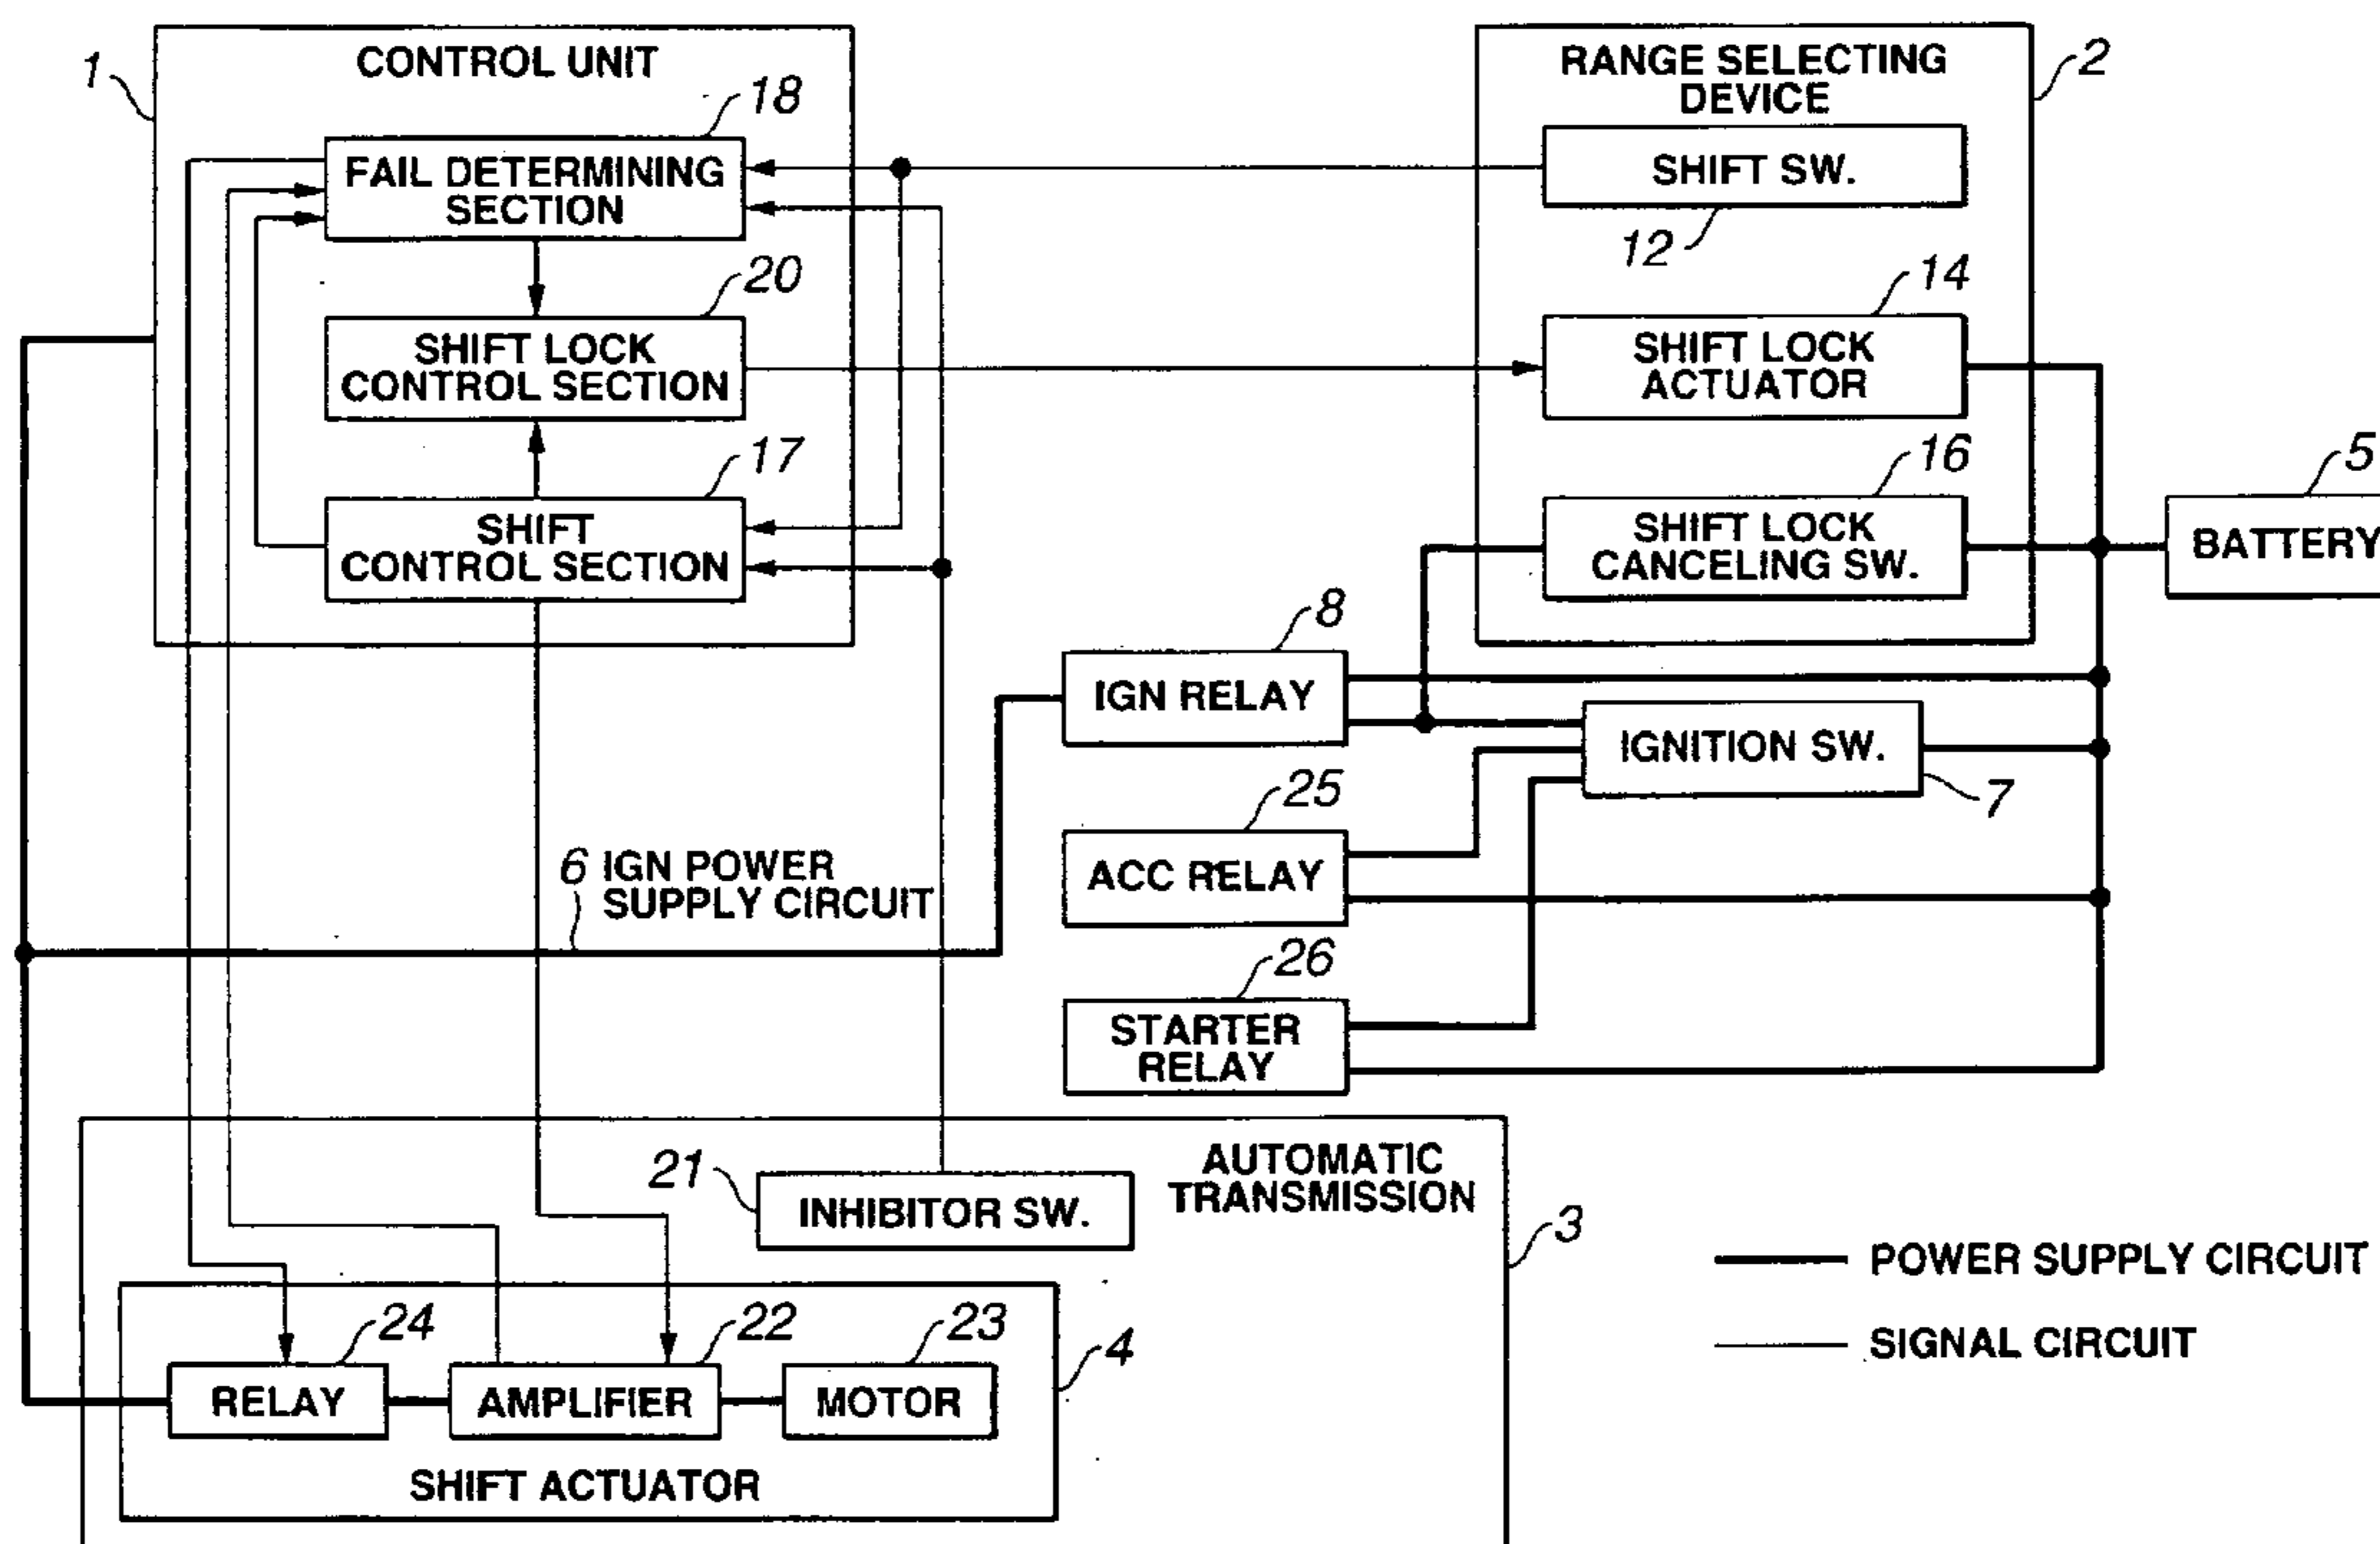 1
CONTROL UNIT
18
FAIL DETERMINING
SECTION
20
SHIFT LOCK
CONTROL SECTION
17
SHIFT
CONTROL SECTION
RANGE SELECTING
DEVICE
2
SHIFT SW.
12
14
SHIFT LOCK
ACTUATOR
16
SHIFT LOCK
CANCELING SW.
5
BATTERY
8
IGN RELAY
IGNITION SW.
7
25
ACC RELAY
6 IGN POWER
SUPPLY CIRCUIT
26
STARTER
RELAY
AUTOMATIC
TRANSMISSION
3
21
INHIBITOR SW.
24
RELAY
22
AMPLIFIER
23
MOTOR
4
SHIFT ACTUATOR
POWER SUPPLY CIRCUIT
SIGNAL CIRCUIT